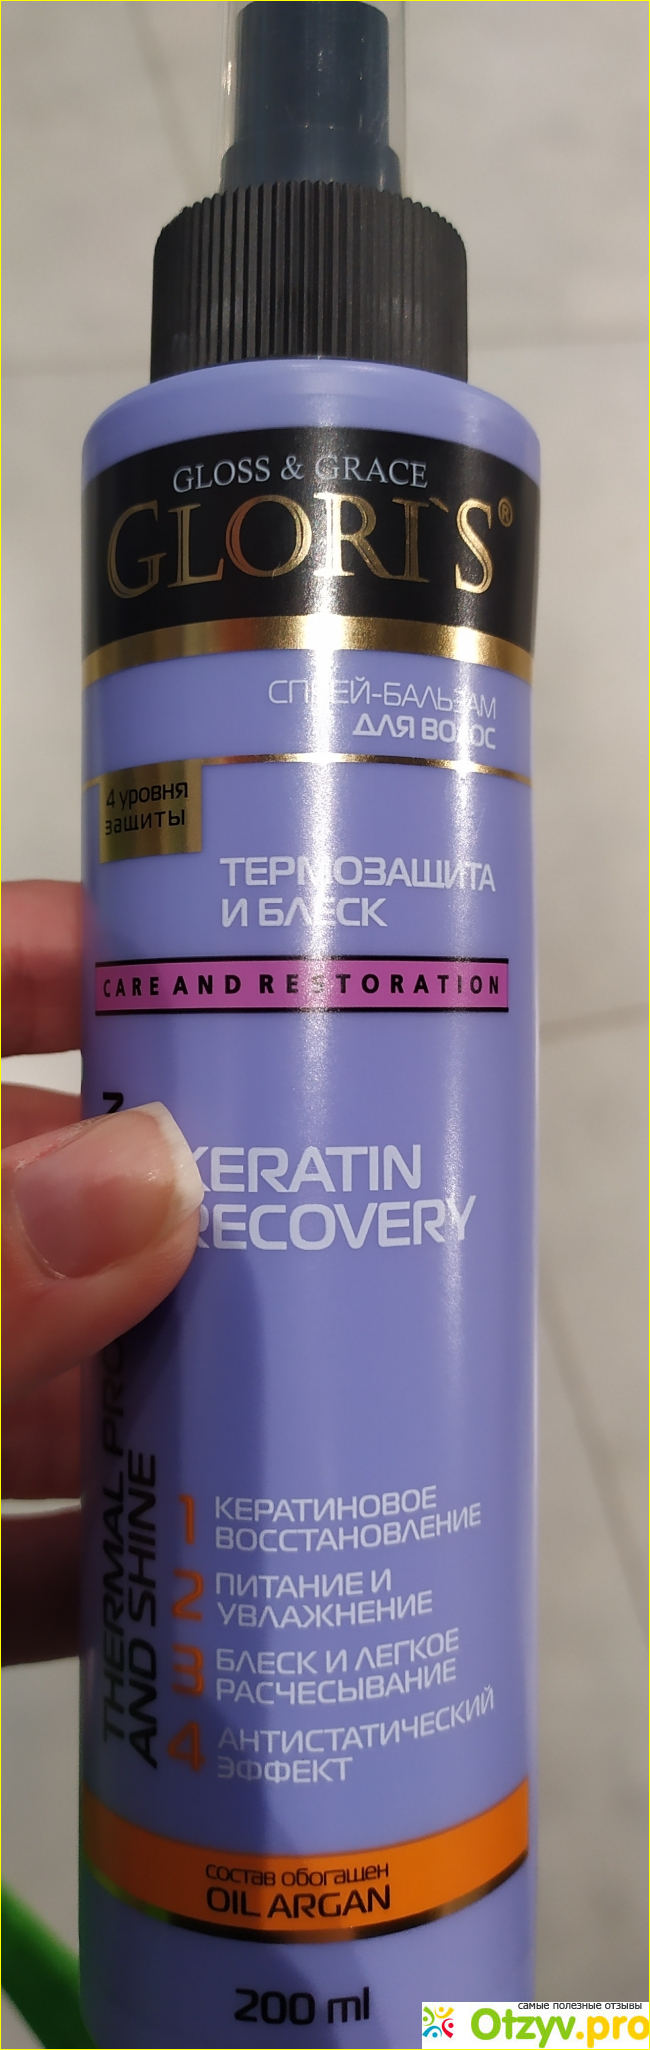 GLOSS & GRACE
GLORI`S®
СПРЕЙ-БАЛЬЗАМ
ДЛЯ ВОЛОС
4 уровня
защиты
ТЕРМОЗАЩИТА
И БЛЕСК
CARE AND RESTORATION
KERATIN
RECOVERY
THERMAL
AND SHINE
1 КЕРАТИНОВОЕ
ВОССТАНОВЛЕНИЕ
2 ПИТАНИЕ И
УВЛАЖНЕНИЕ
3 БЛЕСК И ЛЕГКОЕ
РАСЧЕСЫВАНИЕ
4 АНТИСТАТИЧЕСКИЙ
ЭФФЕКТ
состав обогащен
OIL ARGAN
200 ml
самые полезные отзывы
Otzyv.pro